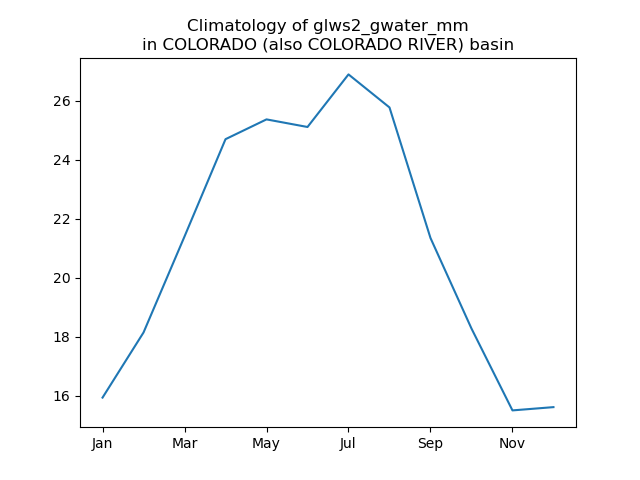 Climatology of glws2_gwater_mm
in COLORADO (also COLORADO RIVER) basin
26
24
22
20
18
16
Jan Mar May Jul Sep Nov